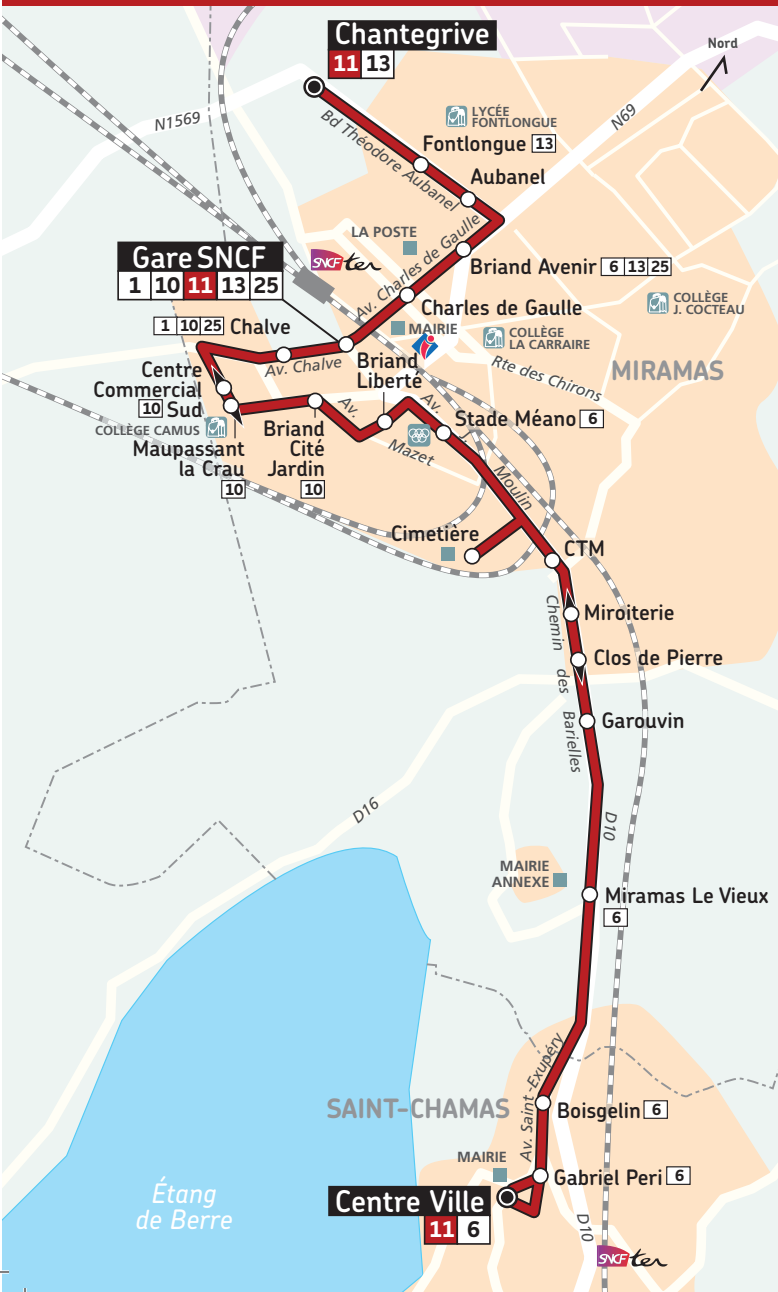 Chantegrive
11 13
Nord
N1569
LYCÉE
FONTLONGUE
N69
Bd Théodore Aubanel
Fontlongue 13
Aubanel
LA POSTE
Av. Charles de Gaulle
Gare SNCF
1 10 11 13 25
SNCF ter
Briand Avenir 6 13 25
Charles de Gaulle
COLLÈGE
J. COCTEAU
1 10 25 Chalve
MAIRIE
COLLÈGE
LA CARRAIRE
Av. Chalve
Rte des Chirons
MIRAMAS
Centre
Commercial
10 Sud
Briand
Liberté
COLLÈGE CAMUS
Maupassant
la Crau
10
Briand
Cité
Jardin
10
Av.
Mazet
Av.
Moulin
Stade Méano 6
Cimetière
CTM
Miroiterie
Clos de Pierre
Chemin des Barielles
Garouvin
D16
D10
MAIRIE
ANNEXE
Miramas Le Vieux
6
Av. Saint-Exupéry
SAINT-CHAMAS
Boisgelin 6
MAIRIE
Gabriel Peri 6
Étang
de Berre
Centre Ville
11 6
D10
SNCF ter